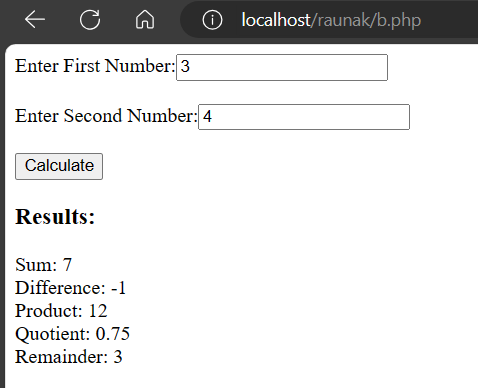 localhost/raunak/b.php
Enter First Number: 3
Enter Second Number: 4
Calculate
Results:
Sum: 7
Difference: -1
Product: 12
Quotient: 0.75
Remainder: 3